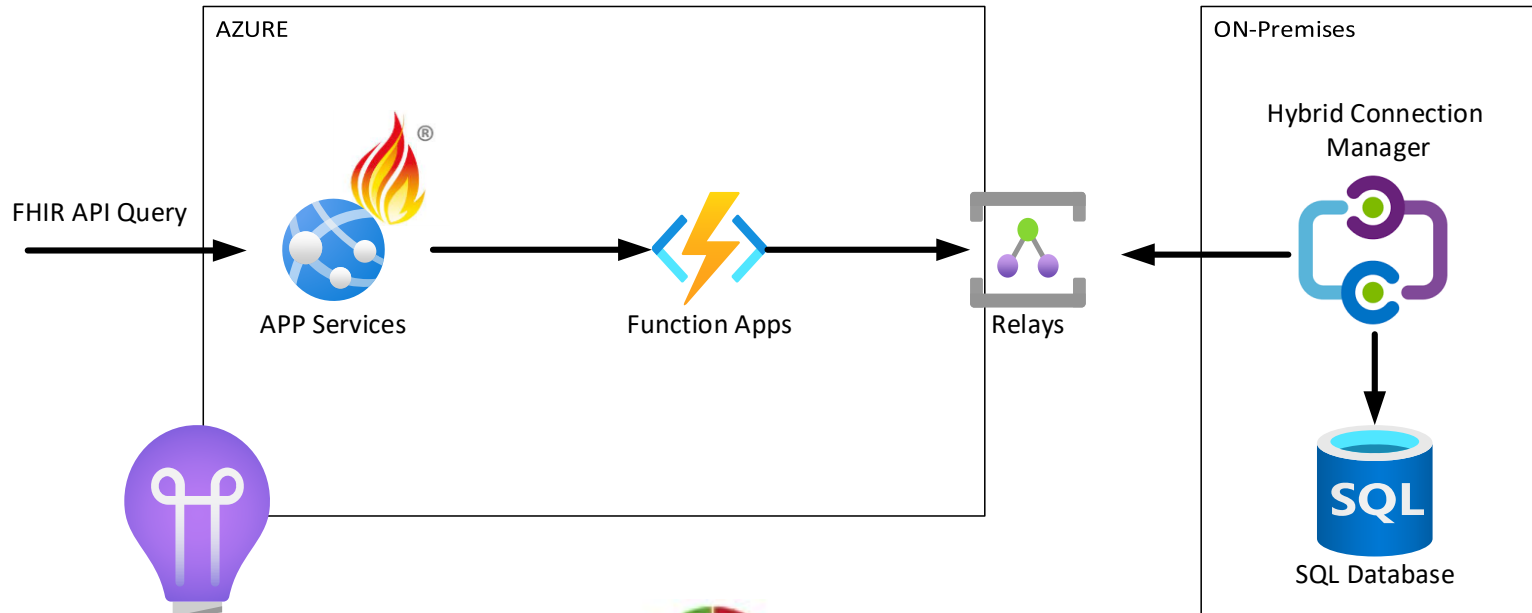 AZURE
ON-Premises
Hybrid Connection
Manager
FHIR API Query
®
APP Services
Function Apps
Relays
SQL
SQL Database